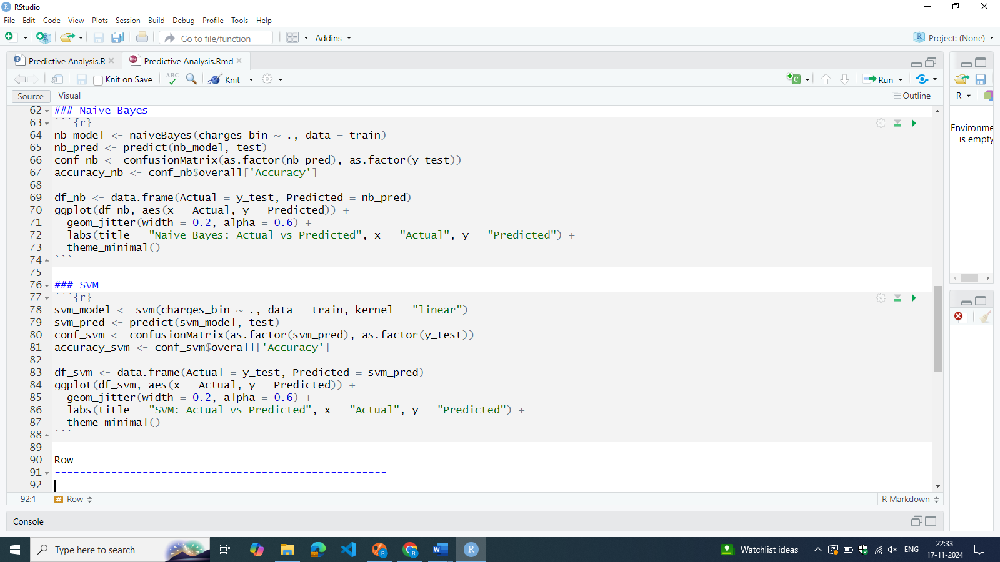 RStudio
File Edit Code View Plots Session Build Debug Profile Tools Help
Go to file/function Addins Project: (None)
Predictive Analysis.R Predictive Analysis.Rmd
Knit on Save ABC Knit Run R
Source Visual Outline
62 ### Naive Bayes
63 ```{r}
64 nb_model <- naiveBayes(charges_bin ~ ., data = train)
65 nb_pred <- predict(nb_model, test)
66 conf_nb <- confusionMatrix(as.factor(nb_pred), as.factor(y_test))
67 accuracy_nb <- conf_nb$overall['Accuracy']
68
69 df_nb <- data.frame(Actual = y_test, Predicted = nb_pred)
70 ggplot(df_nb, aes(x = Actual, y = Predicted)) +
71 geom_jitter(width = 0.2, alpha = 0.6) +
72 labs(title = "Naive Bayes: Actual vs Predicted", x = "Actual", y = "Predicted") +
73 theme_minimal()
74 ```
75
76 ### SVM
77 ```{r}
78 svm_model <- svm(charges_bin ~ ., data = train, kernel = "linear")
79 svm_pred <- predict(svm_model, test)
80 conf_svm <- confusionMatrix(as.factor(svm_pred), as.factor(y_test))
81 accuracy_svm <- conf_svm$overall['Accuracy']
82
83 df_svm <- data.frame(Actual = y_test, Predicted = svm_pred)
84 ggplot(df_svm, aes(x = Actual, y = Predicted)) +
85 geom_jitter(width = 0.2, alpha = 0.6) +
86 labs(title = "SVM: Actual vs Predicted", x = "Actual", y = "Predicted") +
87 theme_minimal()
88 ```
89
90 Row
91 -----------------------------------------------------
92
92:1 # Row R Markdown
Environme
is empty
Console
Type here to search Watchlist ideas ENG 22:33
17-11-2024